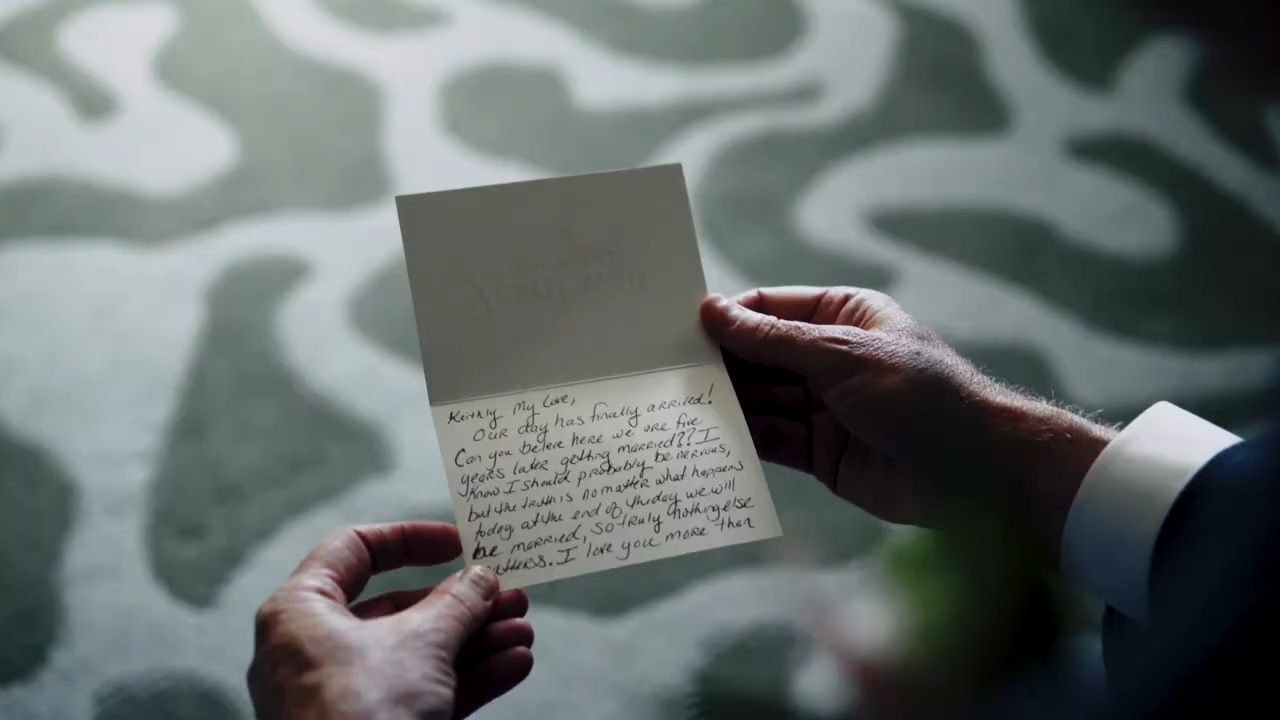 Keithly My Love,
Our day has finally arrived!
Can you beleve here we are five
years later getting married?? I
know I should probably be nervous,
but the truth is no matter what happens
today, at the end of the day we will
be married, so truly nothing else
matters. I love you more than